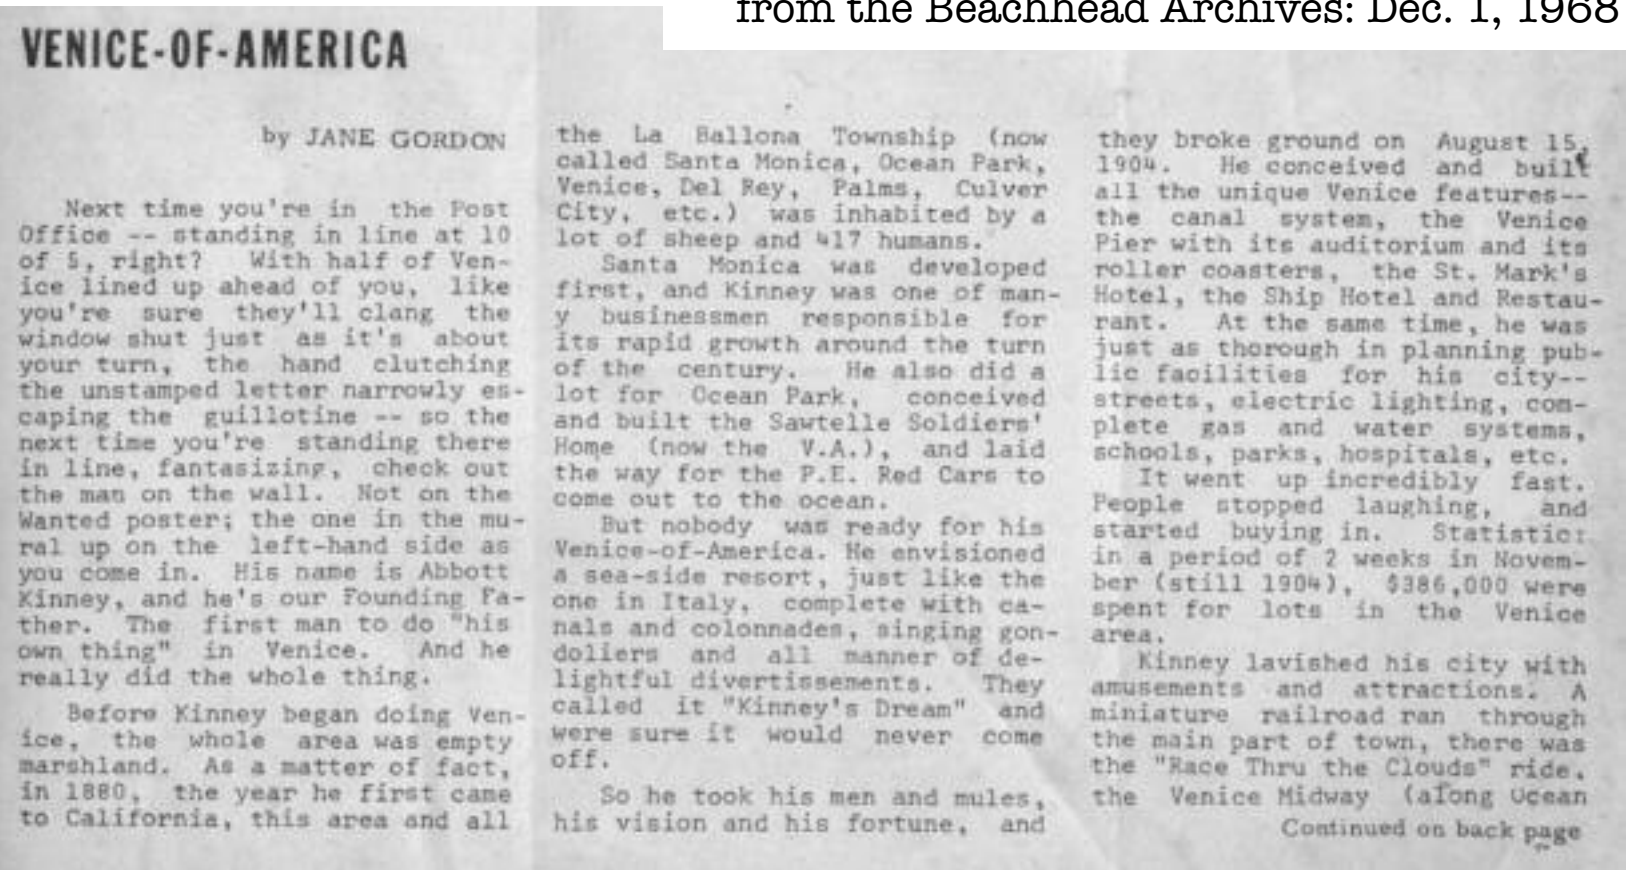 from the Beachhead Archives: Dec. 1, 1968
VENICE-OF-AMERICA
by JANE GORDON
Next time you're in the Post
Office -- standing in line at 10
of 5, right? With half of Ven-
ice lined up ahead of you, like
you're sure they'll clang the
window shut just as it's about
your turn, the hand clutching
the unstamped letter narrowly es-
caping the guillotine -- so the
next time you're standing there
in line, fantasizing, check out
the man on the wall. Not on the
Wanted poster; the one in the mu-
ral up on the left-hand side as
you come in. His name is Abbott
Kinney, and he's our Founding Fa-
ther. The first man to do "his
own thing" in Venice. And he
really did the whole thing.
Before Kinney began doing Ven-
ice, the whole area was empty
marshland. As a matter of fact,
in 1880, the year he first came
to California, this area and all
the La Ballona Township (now
called Santa Monica, Ocean Park,
Venice, Del Rey, Palms, Culver
City, etc.) was inhabited by a
lot of sheep and 417 humans.
Santa Monica was developed
first, and Kinney was one of man-
y businessmen responsible for
its rapid growth around the turn
of the century. He also did a
lot for Ocean Park, conceived
and built the Sawtelle Soldiers'
Home (now the V.A.), and laid
the way for the P.E. Red Cars to
come out to the ocean.
But nobody was ready for his
Venice-of-America. He envisioned
a sea-side resort, just like the
one in Italy, complete with ca-
nals and colonnades, singing gon-
doliers and all manner of de-
lightful divertissements. They
called it "Kinney's Dream" and
were sure it would never come
off.
So he took his men and mules,
his vision and his fortune, and
they broke ground on August 15,
1904. He conceived and built
all the unique Venice features--
the canal system, the Venice
Pier with its auditorium and its
roller coasters, the St. Mark's
Hotel, the Ship Hotel and Restau-
rant. At the same time, he was
just as thorough in planning pub-
lic facilities for his city--
streets, electric lighting, com-
plete gas and water systems,
schools, parks, hospitals, etc.
It went up incredibly fast.
People stopped laughing, and
started buying in. Statistic:
in a period of 2 weeks in Novem-
ber (still 1904), $386,000 were
spent for lots in the Venice
area.
Kinney lavished his city with
amusements and attractions. A
miniature railroad ran through
the main part of town, there was
the "Race Thru the Clouds" ride,
the Venice Midway (along Ocean
Continued on back page